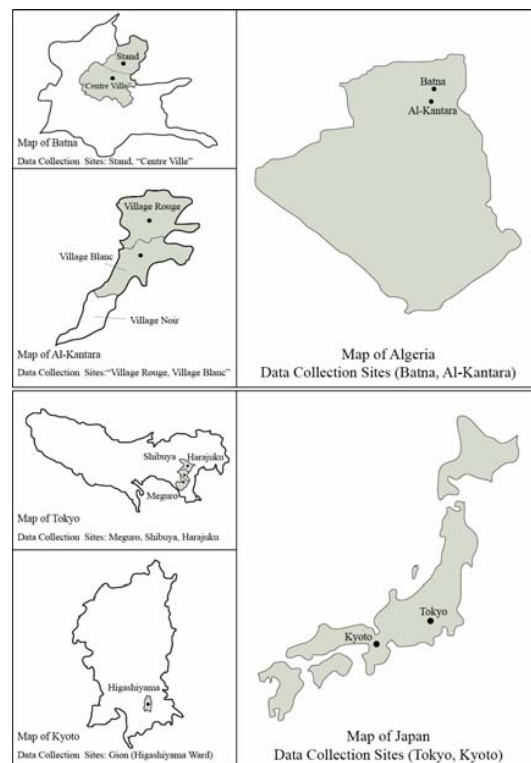 Stand
"Centre Ville"
Map of Batna
Data Collection Sites: Stand, "Centre Ville"
Village Rouge
Village Blanc
Village Noir
Map of Al-Kantara
Data Collection Sites:"Village Rouge, Village Blanc"
Batna
Al-Kantara
Map of Algeria
Data Collection Sites (Batna, Al-Kantara)
Shibuya
Harajuku
Meguro
Map of Tokyo
Data Collection Sites: Meguro, Shibuya, Harajuku
Higashiyama
Map of Kyoto
Data Collection Sites: Gion (Higashiyama Ward)
Tokyo
Kyoto
Map of Japan
Data Collection Sites (Tokyo, Kyoto)